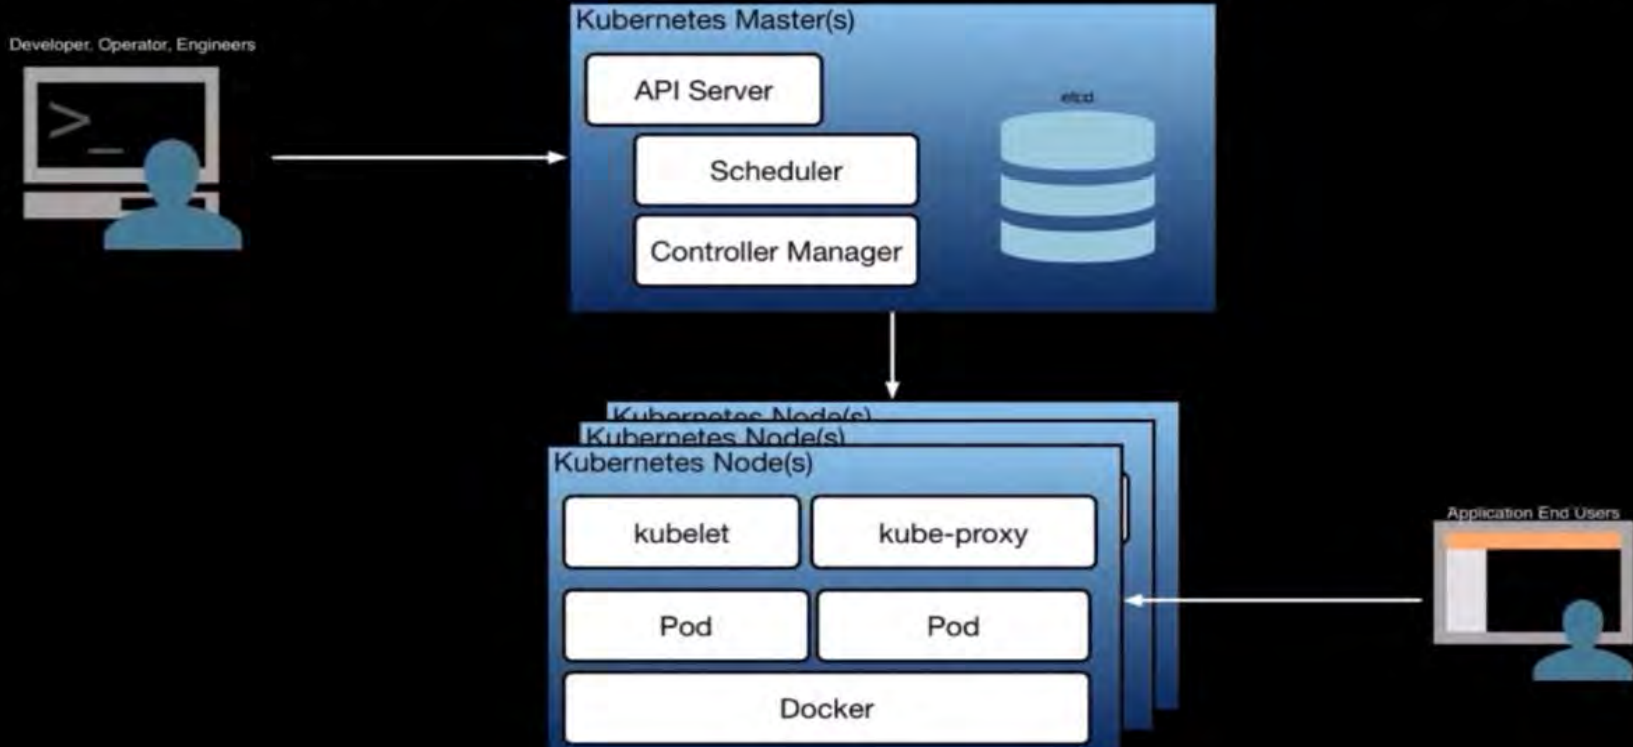 Kubernetes Master(s)
Developer, Operator, Engineers
API Server
etcd
Scheduler
Controller Manager
Kubernetes Node(s)
Kubernetes Node(s)
Kubernetes Node(s)
kubelet
kube-proxy
Application End Users
Pod
Pod
Docker
>_